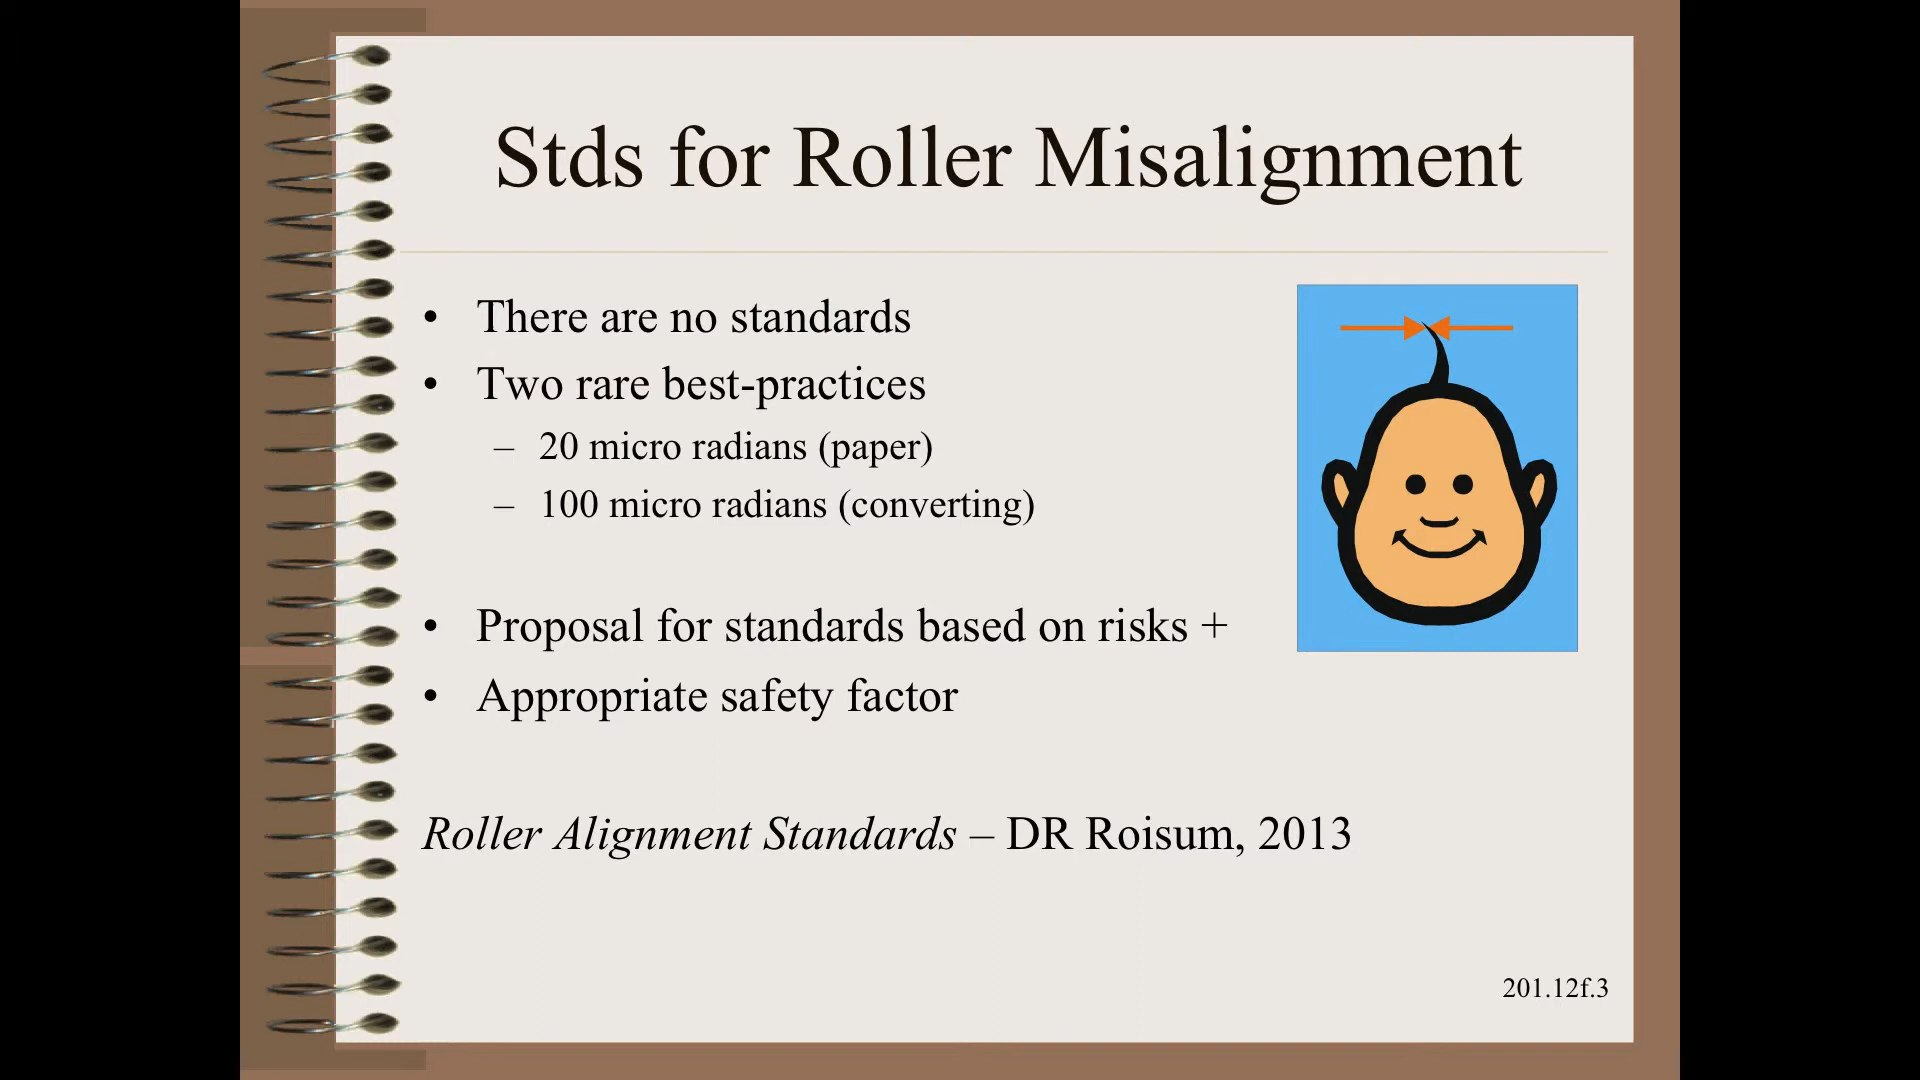 Stds for Roller Misalignment
• There are no standards
• Two rare best-practices
– 20 micro radians (paper)
– 100 micro radians (converting)
• Proposal for standards based on risks +
• Appropriate safety factor
Roller Alignment Standards – DR Roisum, 2013
201.12f.3